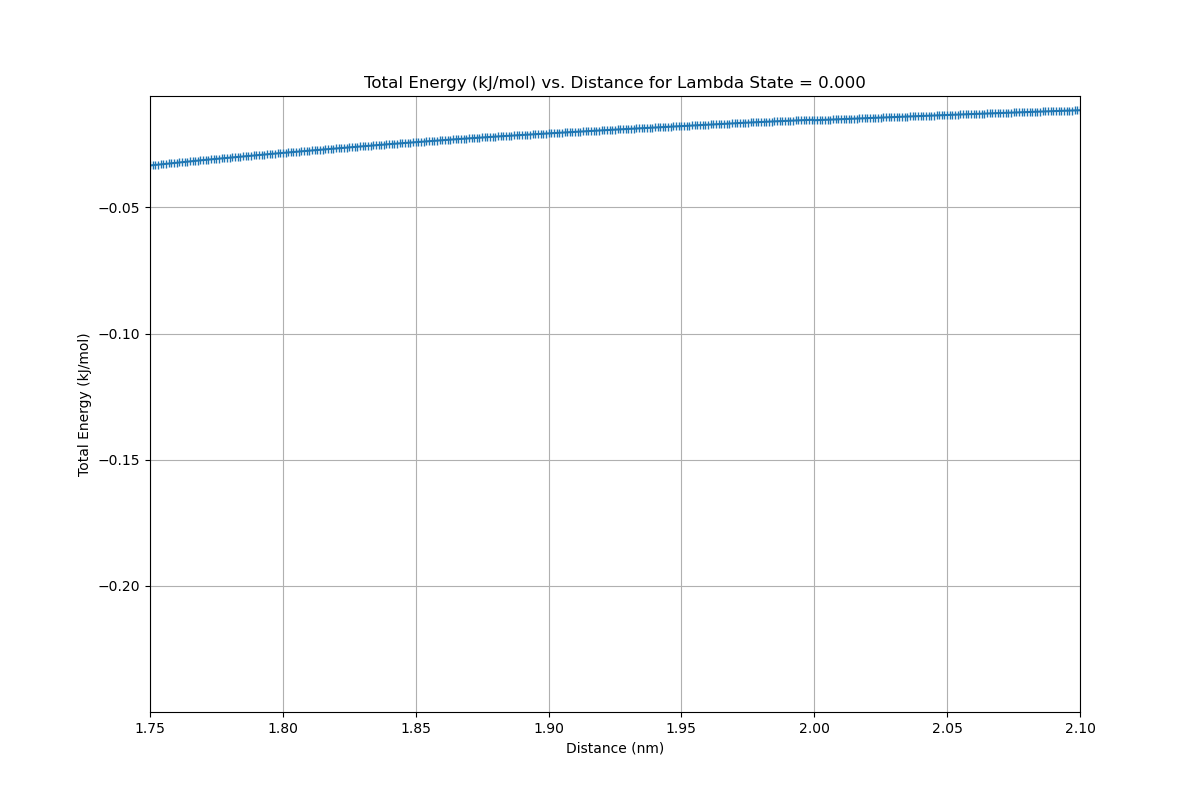 Total Energy (kJ/mol) vs. Distance for Lambda State = 0.000
Total Energy (kJ/mol)
−0.05
−0.10
−0.15
−0.20
1.75 1.80 1.85 1.90 1.95 2.00 2.05 2.10
Distance (nm)